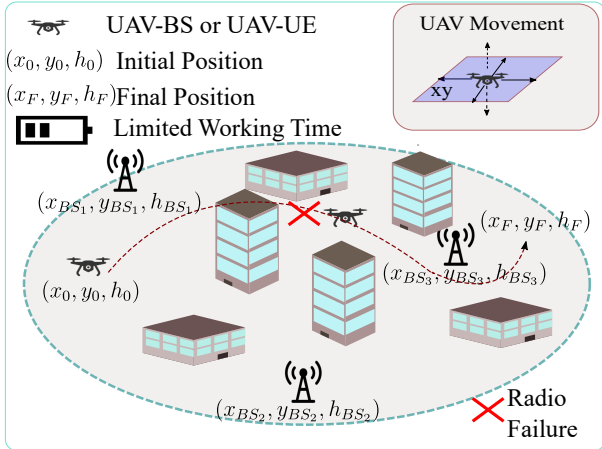 UAV-BS or UAV-UE
(x_0, y_0, h_0) Initial Position
(x_F, y_F, h_F) Final Position
Limited Working Time
UAV Movement
xy
(x_{BS_1}, y_{BS_1}, h_{BS_1})
(x_F, y_F, h_F)
(x_{BS_3}, y_{BS_3}, h_{BS_3})
(x_0, y_0, h_0)
(x_{BS_2}, y_{BS_2}, h_{BS_2})
Radio
Failure